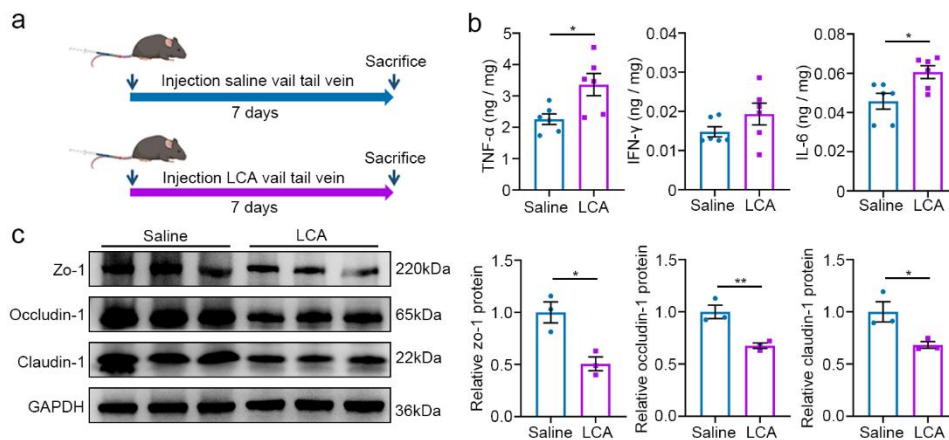 a
Sacrifice
Injection saline vail tail vein
7 days
Sacrifice
Injection LCA vail tail vein
7 days
b
*
TNF-α (ng / mg)
5
4
3
2
1
0
Saline LCA
IFN-γ (ng / mg)
0.04
0.03
0.02
0.01
0.00
Saline LCA
*
IL-6 (ng / mg)
0.08
0.06
0.04
0.02
0.00
Saline LCA
c
Saline LCA
Zo-1 220kDa
Occludin-1 65kDa
Claudin-1 22kDa
GAPDH 36kDa
*
Relative zo-1 protein
1.5
1.0
0.5
0.0
Saline LCA
**
Relative occludin-1 protein
1.5
1.0
0.5
0.0
Saline LCA
*
Relative claudin-1 protein
1.5
1.0
0.5
0.0
Saline LCA